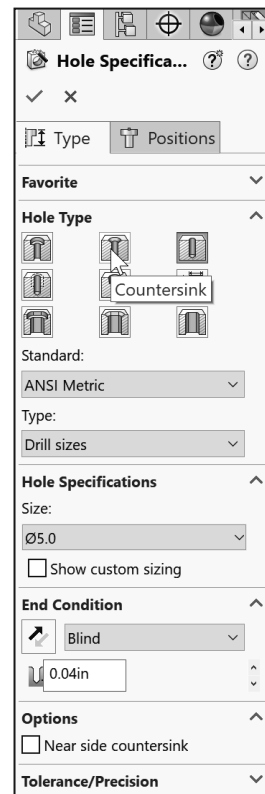 Hole Specifica...
Type
Positions
Favorite
Hole Type
Countersink
Standard:
ANSI Metric
Type:
Drill sizes
Hole Specifications
Size:
Ø5.0
Show custom sizing
End Condition
Blind
0.04in
Options
Near side countersink
Tolerance/Precision